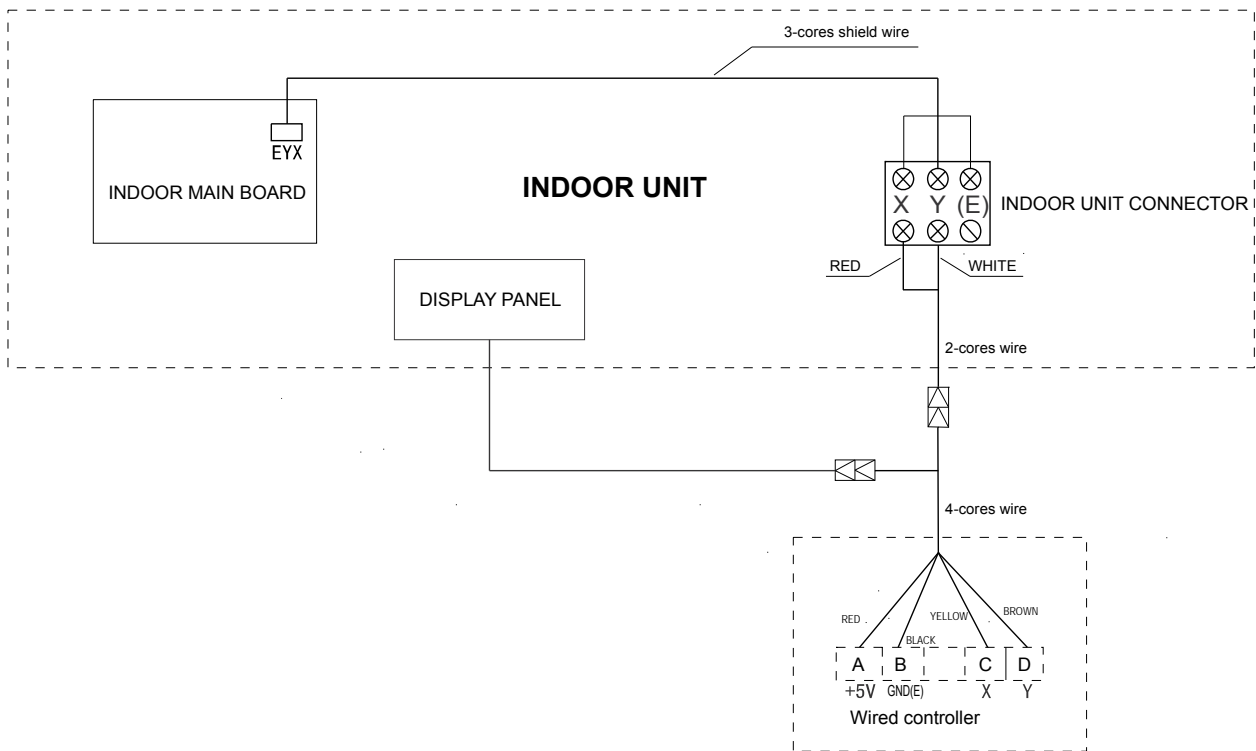 3-cores shield wire
EYX
INDOOR MAIN BOARD
INDOOR UNIT
X Y (E)
INDOOR UNIT CONNECTOR
RED
WHITE
DISPLAY PANEL
2-cores wire
4-cores wire
RED
BLACK
YELLOW
BROWN
A B C D
+5V GND(E) X Y
Wired controller